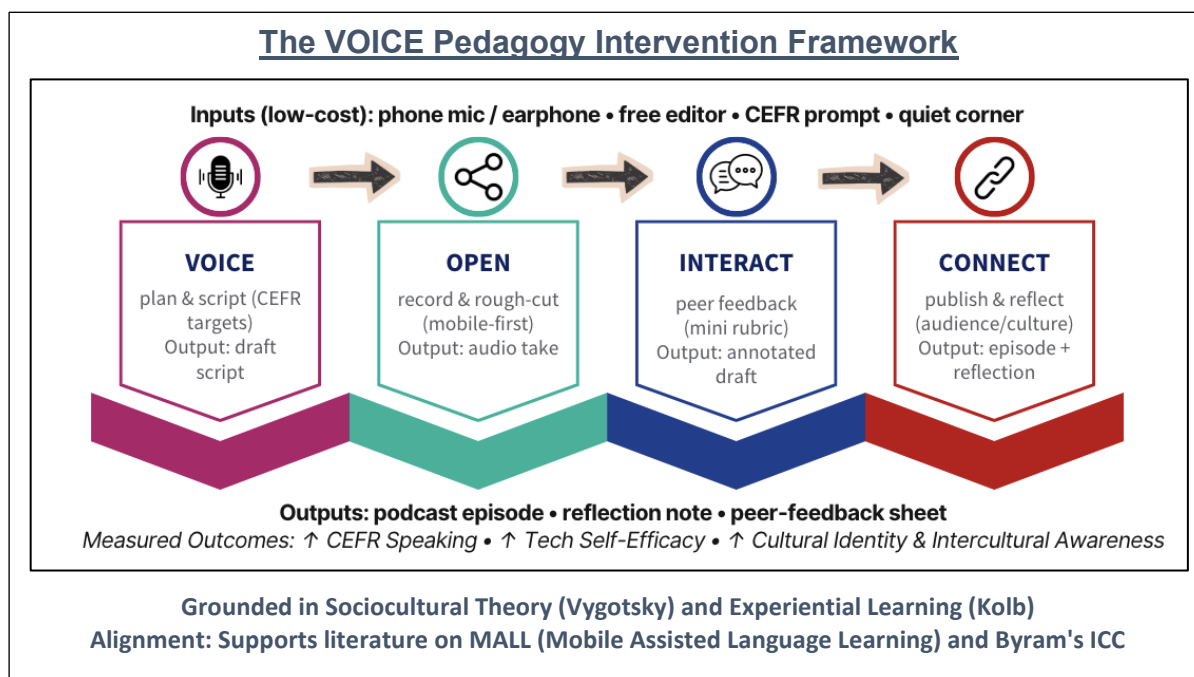 The VOICE Pedagogy Intervention Framework
Inputs (low-cost): phone mic / earphone • free editor • CEFR prompt • quiet corner
VOICE
plan & script (CEFR
targets)
Output: draft
script
OPEN
record & rough-cut
(mobile-first)
Output: audio take
INTERACT
peer feedback
(mini rubric)
Output: annotated
draft
CONNECT
publish & reflect
(audience/culture)
Output: episode +
reflection
Outputs: podcast episode • reflection note • peer-feedback sheet
Measured Outcomes: ↑ CEFR Speaking • ↑ Tech Self-Efficacy • ↑ Cultural Identity & Intercultural Awareness
Grounded in Sociocultural Theory (Vygotsky) and Experiential Learning (Kolb)
Alignment: Supports literature on MALL (Mobile Assisted Language Learning) and Byram's ICC